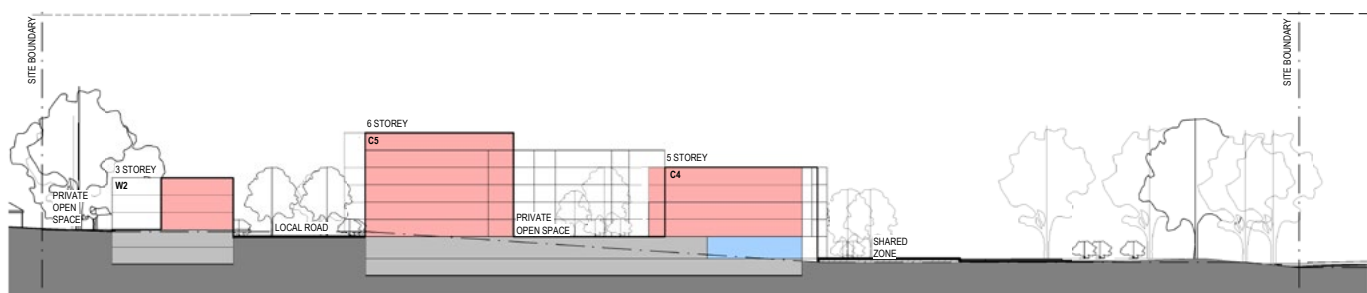 SITE BOUNDARY
PRIVATE
OPEN
SPACE
3 STOREY
W2
LOCAL ROAD
6 STOREY
C5
PRIVATE
OPEN SPACE
5 STOREY
C4
SHARED
ZONE
SITE BOUNDARY